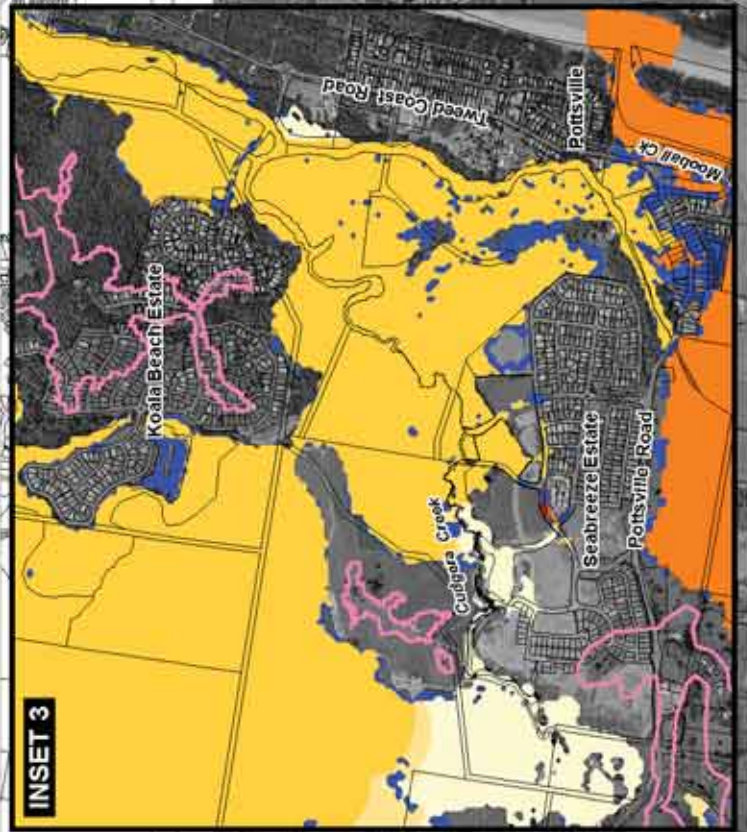 INSET 3
Koala Beach Estate
Tweed Coast Road
Pottsville
Mooball Ck
Cudgera Creek
Seabreeze Estate
Pottsville Road